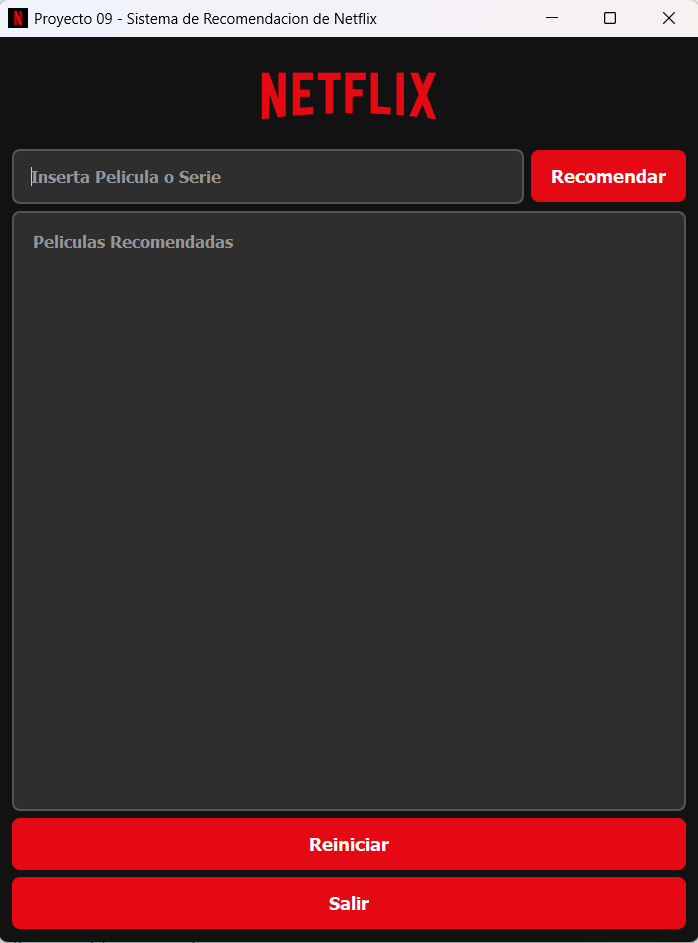 Proyecto 09 - Sistema de Recomendacion de Netflix
NETFLIX
Inserta Pelicula o Serie
Recomendar
Peliculas Recomendadas
Reiniciar
Salir